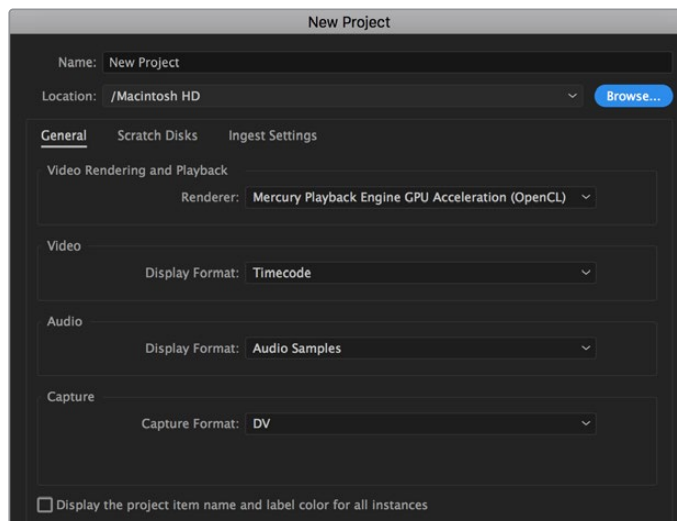 New Project
Name: New Project
Location: /Macintosh HD Browse...
General Scratch Disks Ingest Settings
Video Rendering and Playback
Renderer: Mercury Playback Engine GPU Acceleration (OpenCL)
Video
Display Format: Timecode
Audio
Display Format: Audio Samples
Capture
Capture Format: DV
Display the project item name and label color for all instances